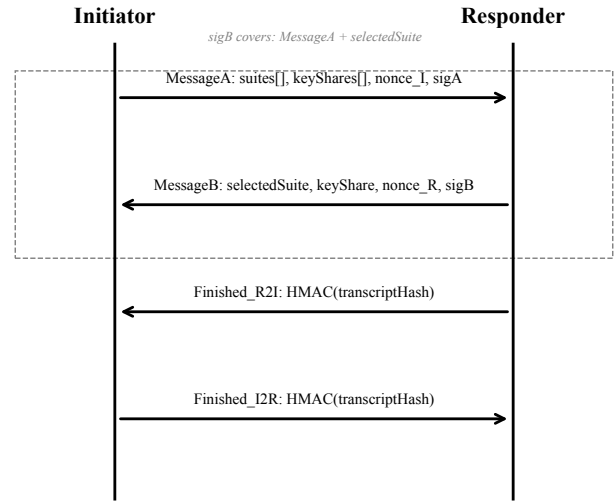 Initiator
Responder
sigB covers: MessageA + selectedSuite
MessageA: suites[], keyShares[], nonce_I, sigA
MessageB: selectedSuite, keyShare, nonce_R, sigB
Finished_R2I: HMAC(transcriptHash)
Finished_I2R: HMAC(transcriptHash)